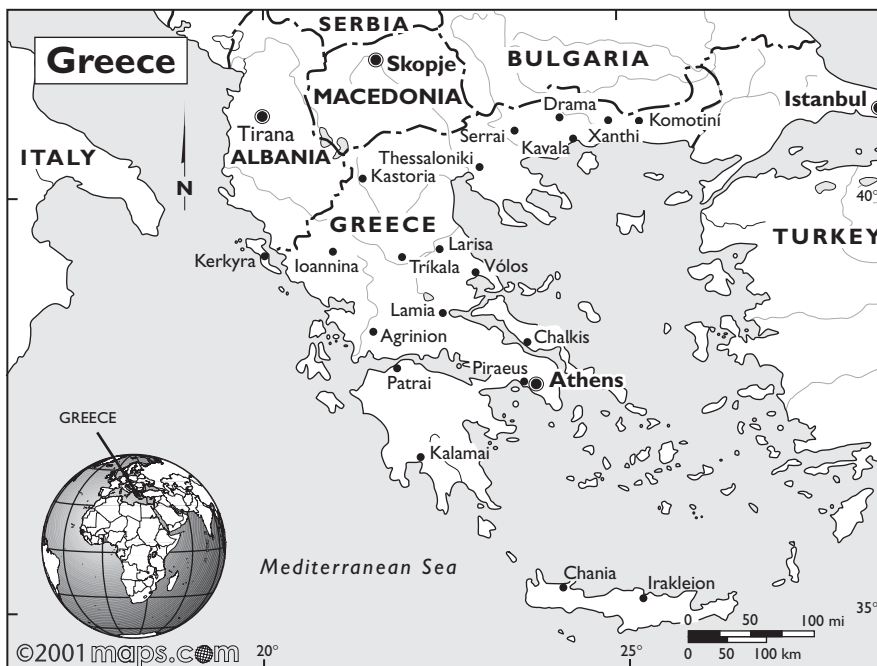 Greece
SERBIA
Skopje
BULGARIA
MACEDONIA
Drama
Istanbul
Tirana
Komotiní
Serrai
Xanthi
Kavala
ITALY
ALBANIA
Thessaloniki
Kastoria
N
40°
GREECE
TURKEY
Kerkyra
Ioannina
Larisa
Tríkala
Vólos
Lamia
Agrinion
Chalkis
Piraeus
Athens
Patrai
GREECE
Kalamai
Mediterranean Sea
Chania
Irakleion
0 50 100 mi
0 50 100 km
35°
©2001 maps.com
20°
25°